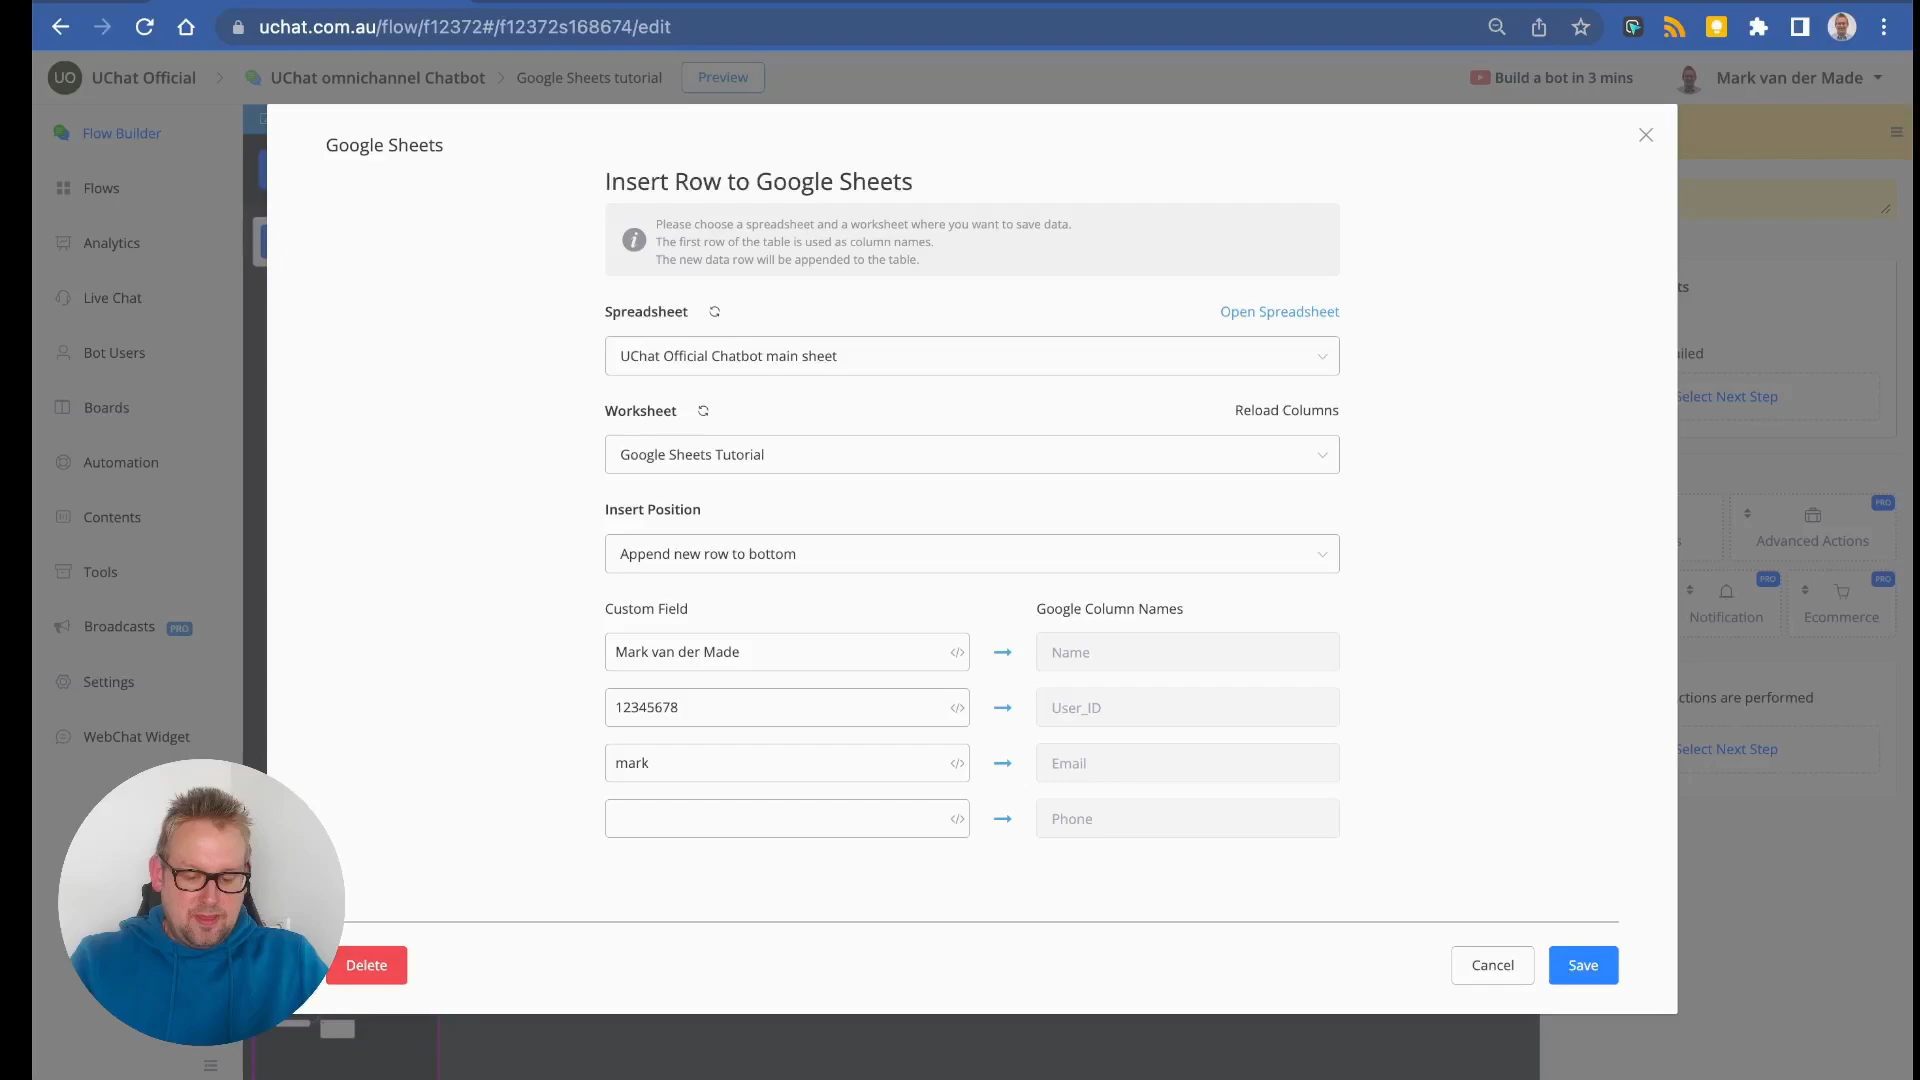 uchat.com.au/flow/f12372#/f12372s168674/edit
UO UChat Official > UChat omnichannel Chatbot > Google Sheets tutorial Preview
Build a bot in 3 mins Mark van der Made
Flow Builder
Flows
Analytics
Live Chat
Bot Users
Boards
Automation
Contents
Tools
Broadcasts PRO
Settings
WebChat Widget
Google Sheets
Insert Row to Google Sheets
Please choose a spreadsheet and a worksheet where you want to save data.
The first row of the table is used as column names.
The new data row will be appended to the table.
Spreadsheet Open Spreadsheet
UChat Official Chatbot main sheet
Worksheet Reload Columns
Google Sheets Tutorial
Insert Position
Append new row to bottom
Custom Field Google Column Names
Mark van der Made </> Name
12345678 </> User_ID
mark </> Email
</> Phone
Delete
Cancel
Save
ts
iled
Select Next Step
PRO
s
Advanced Actions
PRO
PRO
Notification
Ecommerce
ctions are performed
Select Next Step